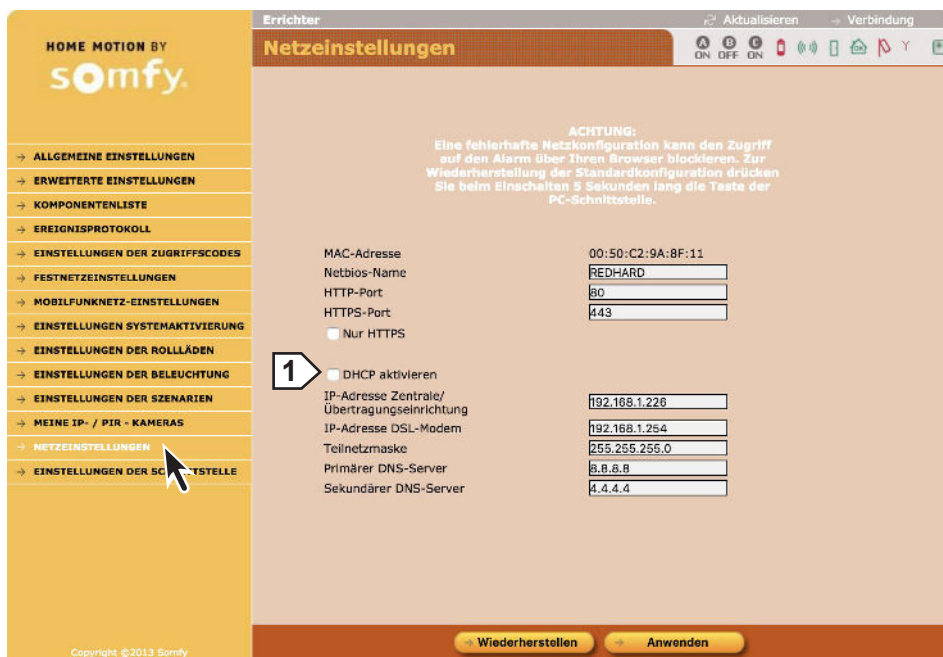 Errichter
Aktualisieren
Verbindung
HOME MOTION BY
somfy.
Netzeinstellungen
A B C
ON OFF ON
ACHTUNG:
Eine fehlerhafte Netzkonfiguration kann den Zugriff
auf den Alarm über Ihren Browser blockieren. Zur
Wiederherstellung der Standardkonfiguration drücken
Sie beim Einschalten 5 Sekunden lang die Taste der
PC-Schnittstelle.
ALLGEMEINE EINSTELLUNGEN
ERWEITERTE EINSTELLUNGEN
KOMPONENTENLISTE
EREIGNISPROTOKOLL
EINSTELLUNGEN DER ZUGRIFFSCODES
FESTNETZEINSTELLUNGEN
MOBILFUNKNETZ-EINSTELLUNGEN
EINSTELLUNGEN SYSTEMAKTIVIERUNG
EINSTELLUNGEN DER ROLLLÄDEN
EINSTELLUNGEN DER BELEUCHTUNG
EINSTELLUNGEN DER SZENARIEN
MEINE IP- / PIR - KAMERAS
NETZEINSTELLUNGEN
EINSTELLUNGEN DER
MAC-Adresse 00:50:C2:9A:8F:11
Netbios-Name REDHARD
HTTP-Port 80
HTTPS-Port 443
Nur HTTPS
1 DHCP aktivieren
IP-Adresse Zentrale/
Übertragungseinrichtung 192.168.1.226
IP-Adresse DSL-Modem 192.168.1.254
Teilnetzmaske 255.255.255.0
Primärer DNS-Server 8.8.8.8
Sekundärer DNS-Server 4.4.4.4
Wiederherstellen
Anwenden
Copyright ©2013 Somfy